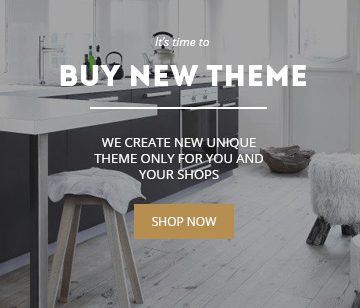 It's time to
BUY NEW THEME
WE CREATE NEW UNIQUE
THEME ONLY FOR YOU AND
YOUR SHOPS
SHOP NOW